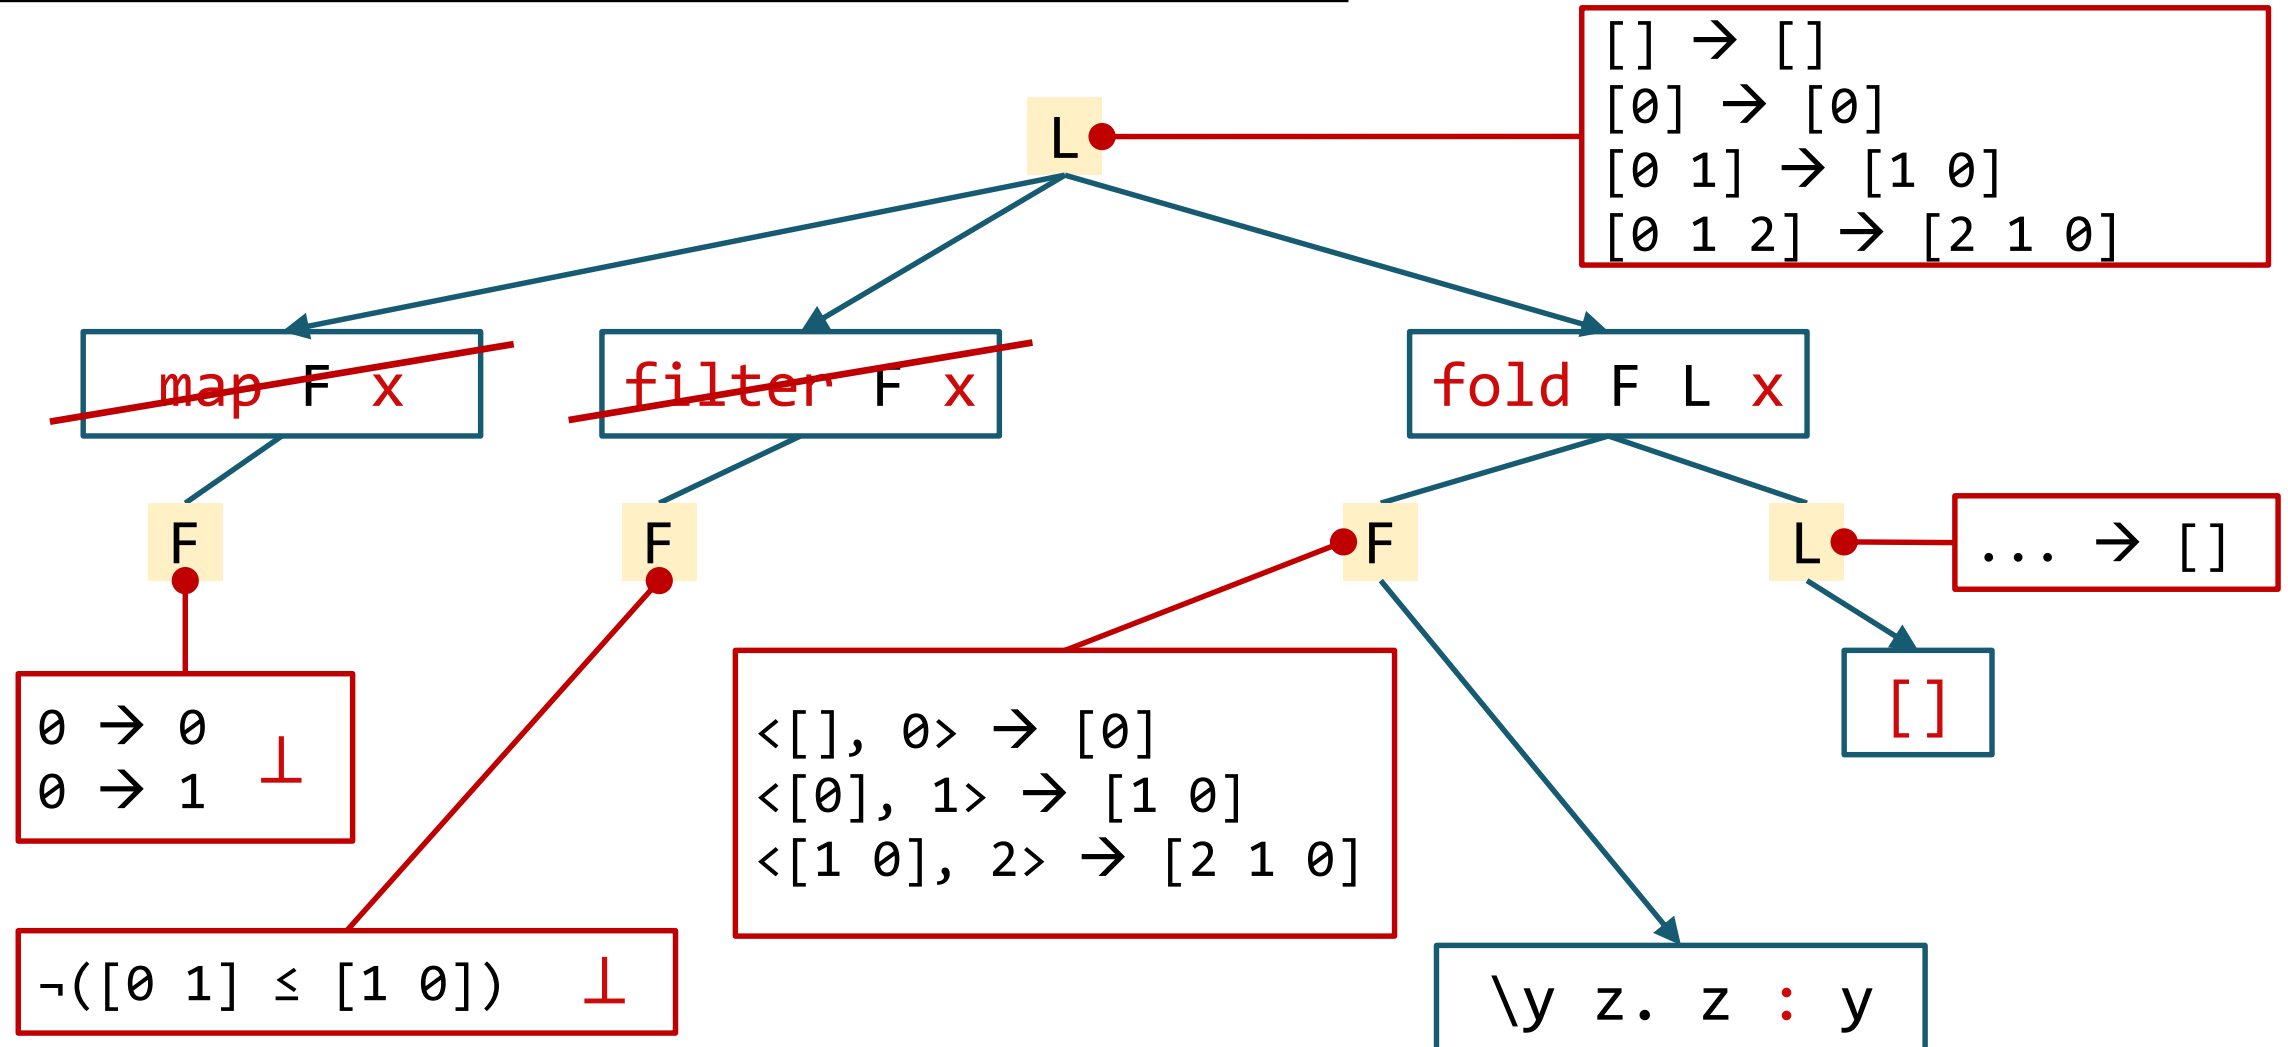 [] → []
[0] → [0]
[0 1] → [1 0]
[0 1 2] → [2 1 0]
L
map F x
filter F x
fold F L x
F
F
F
L
... → []
[]
0 → 0
0 → 1
⊥
<[], 0> → [0]
<[0], 1> → [1 0]
<[1 0], 2> → [2 1 0]
¬([0 1] ≤ [1 0]) ⊥
\y z. z : y